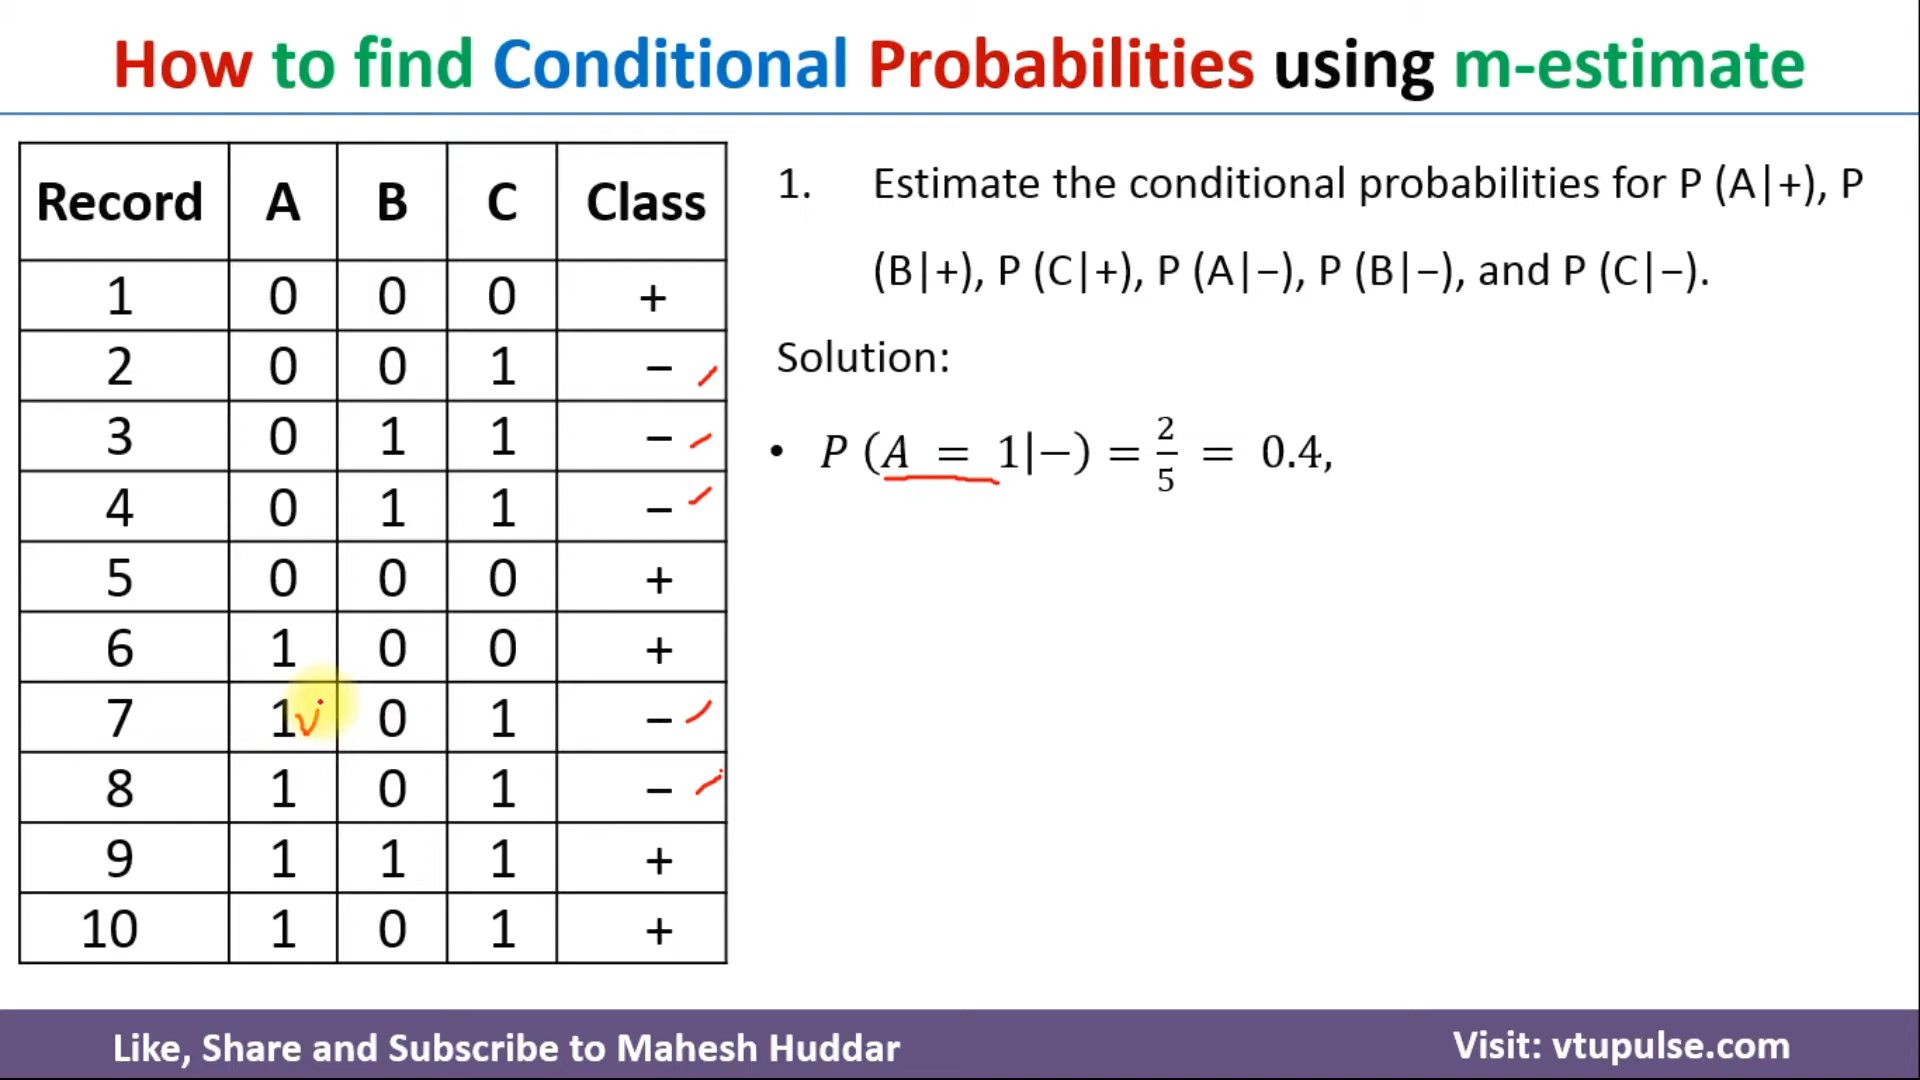 How to find Conditional Probabilities using m-estimate
Record A B C Class
1 0 0 0 +
2 0 0 1 −
3 0 1 1 −
4 0 1 1 −
5 0 0 0 +
6 1 0 0 +
7 1 0 1 −
8 1 0 1 −
9 1 1 1 +
10 1 0 1 +
1. Estimate the conditional probabilities for P (A|+), P
(B|+), P (C|+), P (A|−), P (B|−), and P (C|−).
Solution:
• P (A = 1|−) = 2/5 = 0.4,
Like, Share and Subscribe to Mahesh Huddar
Visit: vtupulse.com